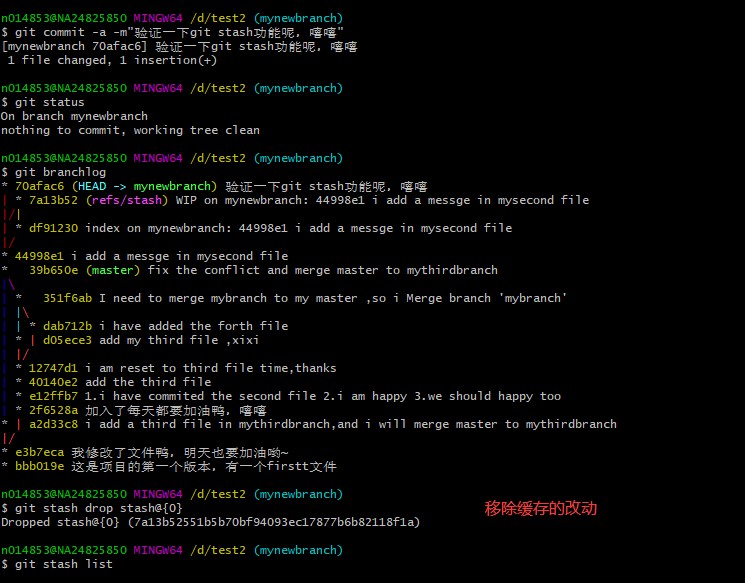 n014853@NA24825850 MINGW64 /d/test2 (mynewbranch)
$ git commit -a -m"验证一下git stash功能呢，嘻嘻"
[mynewbranch 70afac6] 验证一下git stash功能呢，嘻嘻
 1 file changed, 1 insertion(+)
n014853@NA24825850 MINGW64 /d/test2 (mynewbranch)
$ git status
On branch mynewbranch
nothing to commit, working tree clean
n014853@NA24825850 MINGW64 /d/test2 (mynewbranch)
$ git branchlog
* 70afac6 (HEAD -> mynewbranch) 验证一下git stash功能呢，嘻嘻
| * 7a13b52 (refs/stash) WIP on mynewbranch: 44998e1 i add a messge in mysecond file
|/|
| * df91230 index on mynewbranch: 44998e1 i add a messge in mysecond file
|/
* 44998e1 i add a messge in mysecond file
*   39b650e (master) fix the conflict and merge master to mythirdbranch
|\
| *   351f6ab I need to merge mybranch to my master ,so i Merge branch 'mybranch'
| |\
| | * dab712b i have added the forth file
| * | d05ece3 add my third file ,xixi
| |/
| * 12747d1 i am reset to third file time,thanks
| * 40140e2 add the third file
| * e12ffb7 1.i have commited the second file 2.i am happy 3.we should happy too
| * 2f6528a 加入了每天都要加油鸭，嘻嘻
* | a2d33c8 i add a third file in mythirdbranch,and i will merge master to mythirdbranch
|/
* e3b7eca 我修改了文件鸭，明天也要加油哟~
* bbb019e 这是项目的第一个版本，有一个firstt文件
n014853@NA24825850 MINGW64 /d/test2 (mynewbranch)
$ git stash drop stash@{0}
Dropped stash@{0} (7a13b52551b5b70bf94093ec17877b6b82118f1a)
移除缓存的改动
n014853@NA24825850 MINGW64 /d/test2 (mynewbranch)
$ git stash list